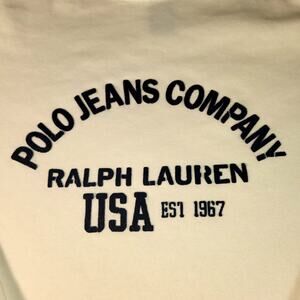 POLO JEANS COMPANY
RALPH LAUREN
USA EST 1967